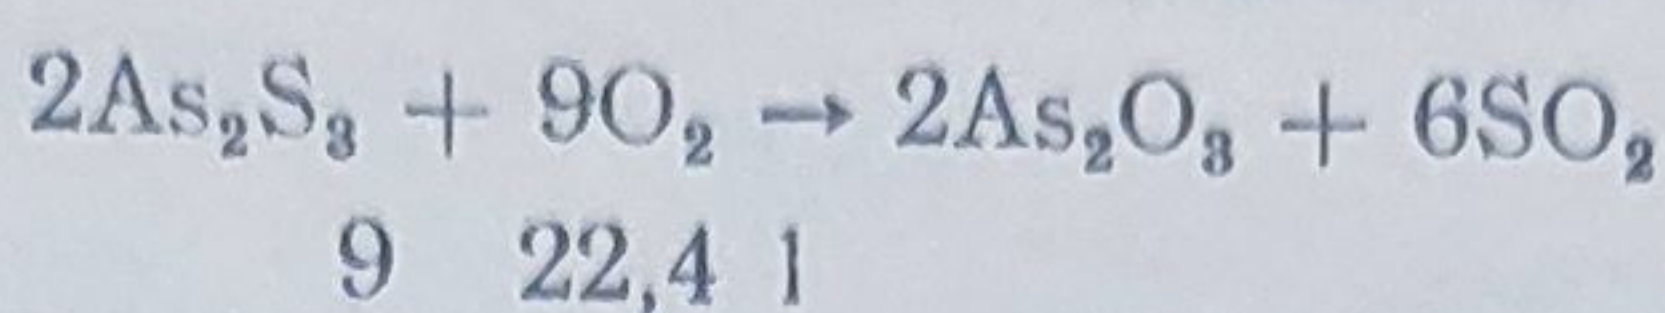 2As₂S₃ + 9O₂ → 2As₂O₃ + 6SO₂
9 22,4 l